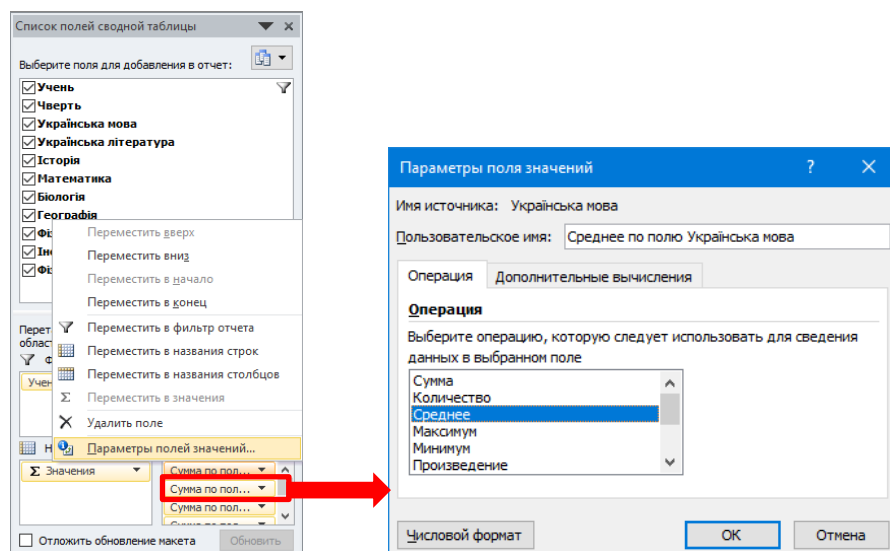 Список полей сводной таблицы
Выберите поля для добавления в отчет:
Учень
Чверть
Українська мова
Українська література
Історія
Математика
Біологія
Географія
Переместить вверх
Переместить вниз
Переместить в начало
Переместить в конец
Переместить в фильтр отчета
Переместить в названия строк
Переместить в названия столбцов
Σ Переместить в значения
Удалить поле
Параметры полей значений...
Σ Значения
Сумма по пол...
Сумма по пол...
Сумма по пол...
Сумма по пол...
Отложить обновление макета
Обновить
Параметры поля значений ?
Имя источника: Українська мова
Пользовательское имя: Среднее по полю Українська мова
Операция
Дополнительные вычисления
Операция
Выберите операцию, которую следует использовать для сведения
данных в выбранном поле
Сумма
Количество
Среднее
Максимум
Минимум
Произведение
Числовой формат
ОК
Отмена